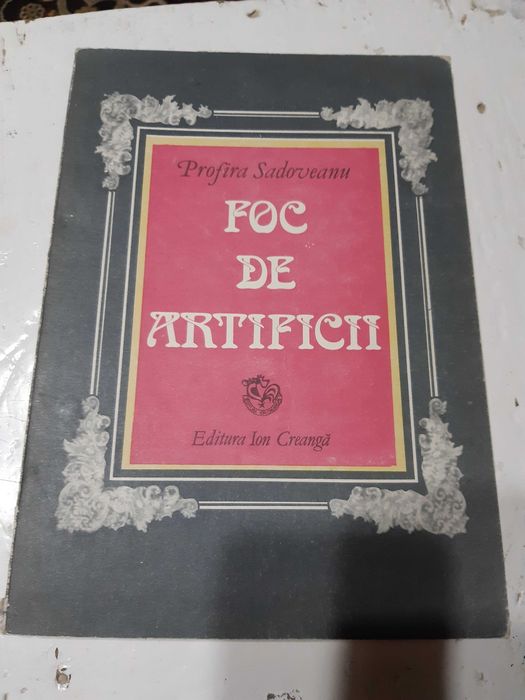 Profira Sadoveanu
FOC
DE
ARTIFICII
Editura Ion Creangă